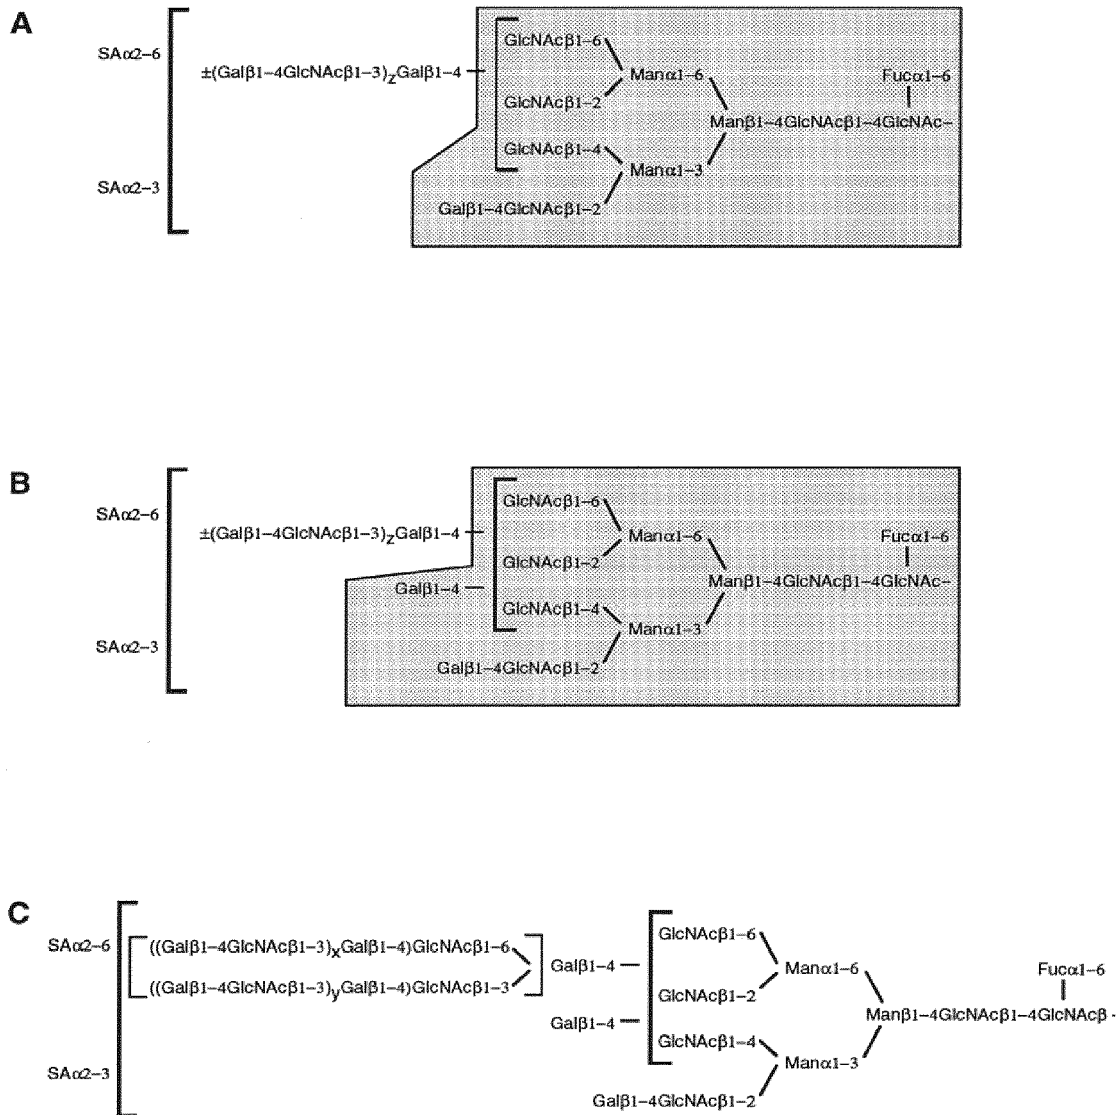 A
SAα2–6
GlcNAcβ1–6
±(Galβ1–4GlcNAcβ1–3)zGalβ1–4
Manα1–6
Fucα1–6
GlcNAcβ1–2
Manβ1–4GlcNAcβ1–4GlcNAc–
GlcNAcβ1–4
Manα1–3
SAα2–3
Galβ1–4GlcNAcβ1–2
B
SAα2–6
GlcNAcβ1–6
±(Galβ1–4GlcNAcβ1–3)zGalβ1–4
Manα1–6
Fucα1–6
GlcNAcβ1–2
Galβ1–4
Manβ1–4GlcNAcβ1–4GlcNAc–
GlcNAcβ1–4
Manα1–3
SAα2–3
Galβ1–4GlcNAcβ1–2
C
SAα2–6
((Galβ1–4GlcNAcβ1–3)xGalβ1–4)GlcNAcβ1–6
GlcNAcβ1–6
Galβ1–4
Manα1–6
Fucα1–6
((Galβ1–4GlcNAcβ1–3)yGalβ1–4)GlcNAcβ1–3
GlcNAcβ1–2
Galβ1–4
Manβ1–4GlcNAcβ1–4GlcNAcβ-
GlcNAcβ1–4
Manα1–3
SAα2–3
Galβ1–4GlcNAcβ1–2